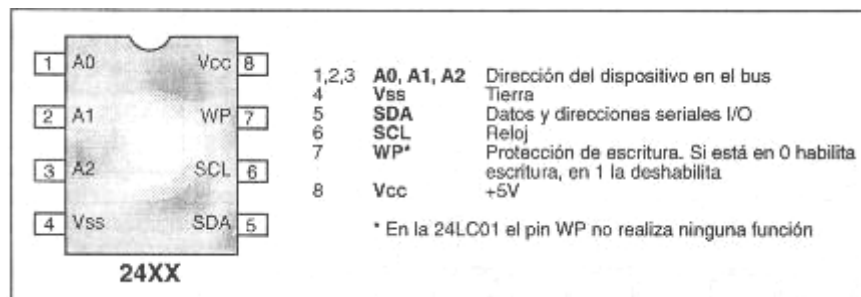 1 A0 Vcc 8
2 A1 WP 7
3 A2 SCL 6
4 Vss SDA 5
24XX
1,2,3 A0, A1, A2 Dirección del dispositivo en el bus
4 Vss Tierra
5 SDA Datos y direcciones seriales I/O
6 SCL Reloj
7 WP* Protección de escritura. Si está en 0 habilita
escritura, en 1 la deshabilita
8 Vcc +5V
* En la 24LC01 el pin WP no realiza ninguna función